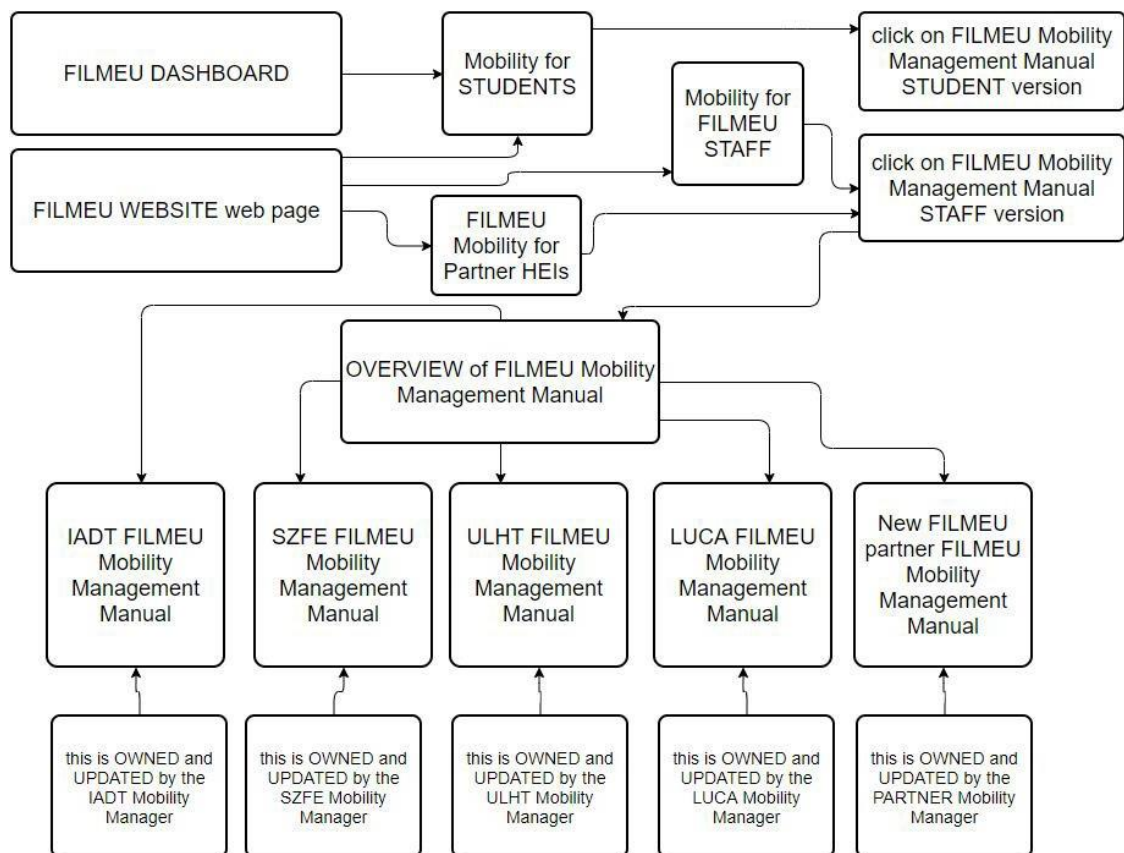 FILMEU DASHBOARD
Mobility for
STUDENTS
click on FILMEU Mobility
Management Manual
STUDENT version
Mobility for
FILMEU
STAFF
FILMEU WEBSITE web page
FILMEU
Mobility for
Partner HEIs
click on FILMEU Mobility
Management Manual
STAFF version
OVERVIEW of FILMEU Mobility
Management Manual
IADT FILMEU
Mobility
Management
Manual
SZFE FILMEU
Mobility
Management
Manual
ULHT FILMEU
Mobility
Management
Manual
LUCA FILMEU
Mobility
Management
Manual
New FILMEU
partner FILMEU
Mobility
Management
Manual
this is OWNED and
UPDATED by the
IADT Mobility
Manager
this is OWNED and
UPDATED by the
SZFE Mobility
Manager
this is OWNED and
UPDATED by the
ULHT Mobility
Manager
this is OWNED and
UPDATED by the
LUCA Mobility
Manager
this is OWNED and
UPDATED by the
PARTNER Mobility
Manager